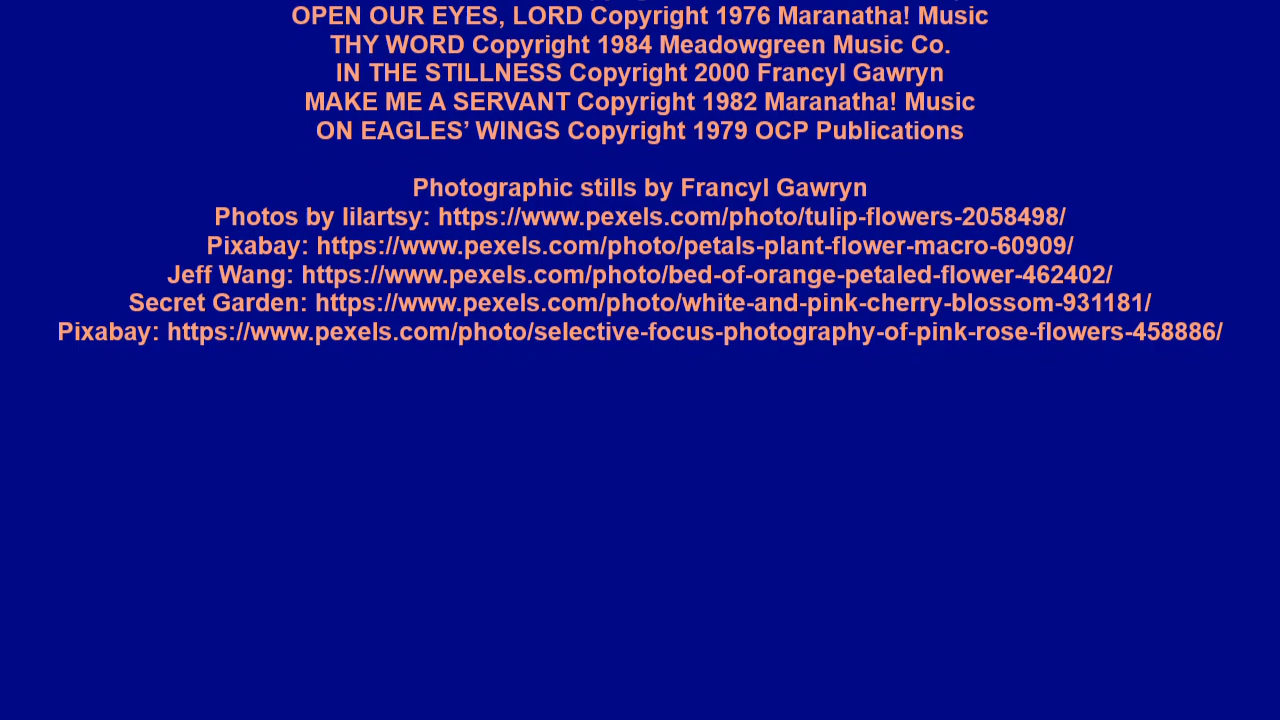 OPEN OUR EYES, LORD Copyright 1976 Maranatha! Music
THY WORD Copyright 1984 Meadowgreen Music Co.
IN THE STILLNESS Copyright 2000 Francyl Gawryn
MAKE ME A SERVANT Copyright 1982 Maranatha! Music
ON EAGLES’ WINGS Copyright 1979 OCP Publications
Photographic stills by Francyl Gawryn
Photos by lilartsy: https://www.pexels.com/photo/tulip-flowers-2058498/
Pixabay: https://www.pexels.com/photo/petals-plant-flower-macro-60909/
Jeff Wang: https://www.pexels.com/photo/bed-of-orange-petaled-flower-462402/
Secret Garden: https://www.pexels.com/photo/white-and-pink-cherry-blossom-931181/
Pixabay: https://www.pexels.com/photo/selective-focus-photography-of-pink-rose-flowers-458886/